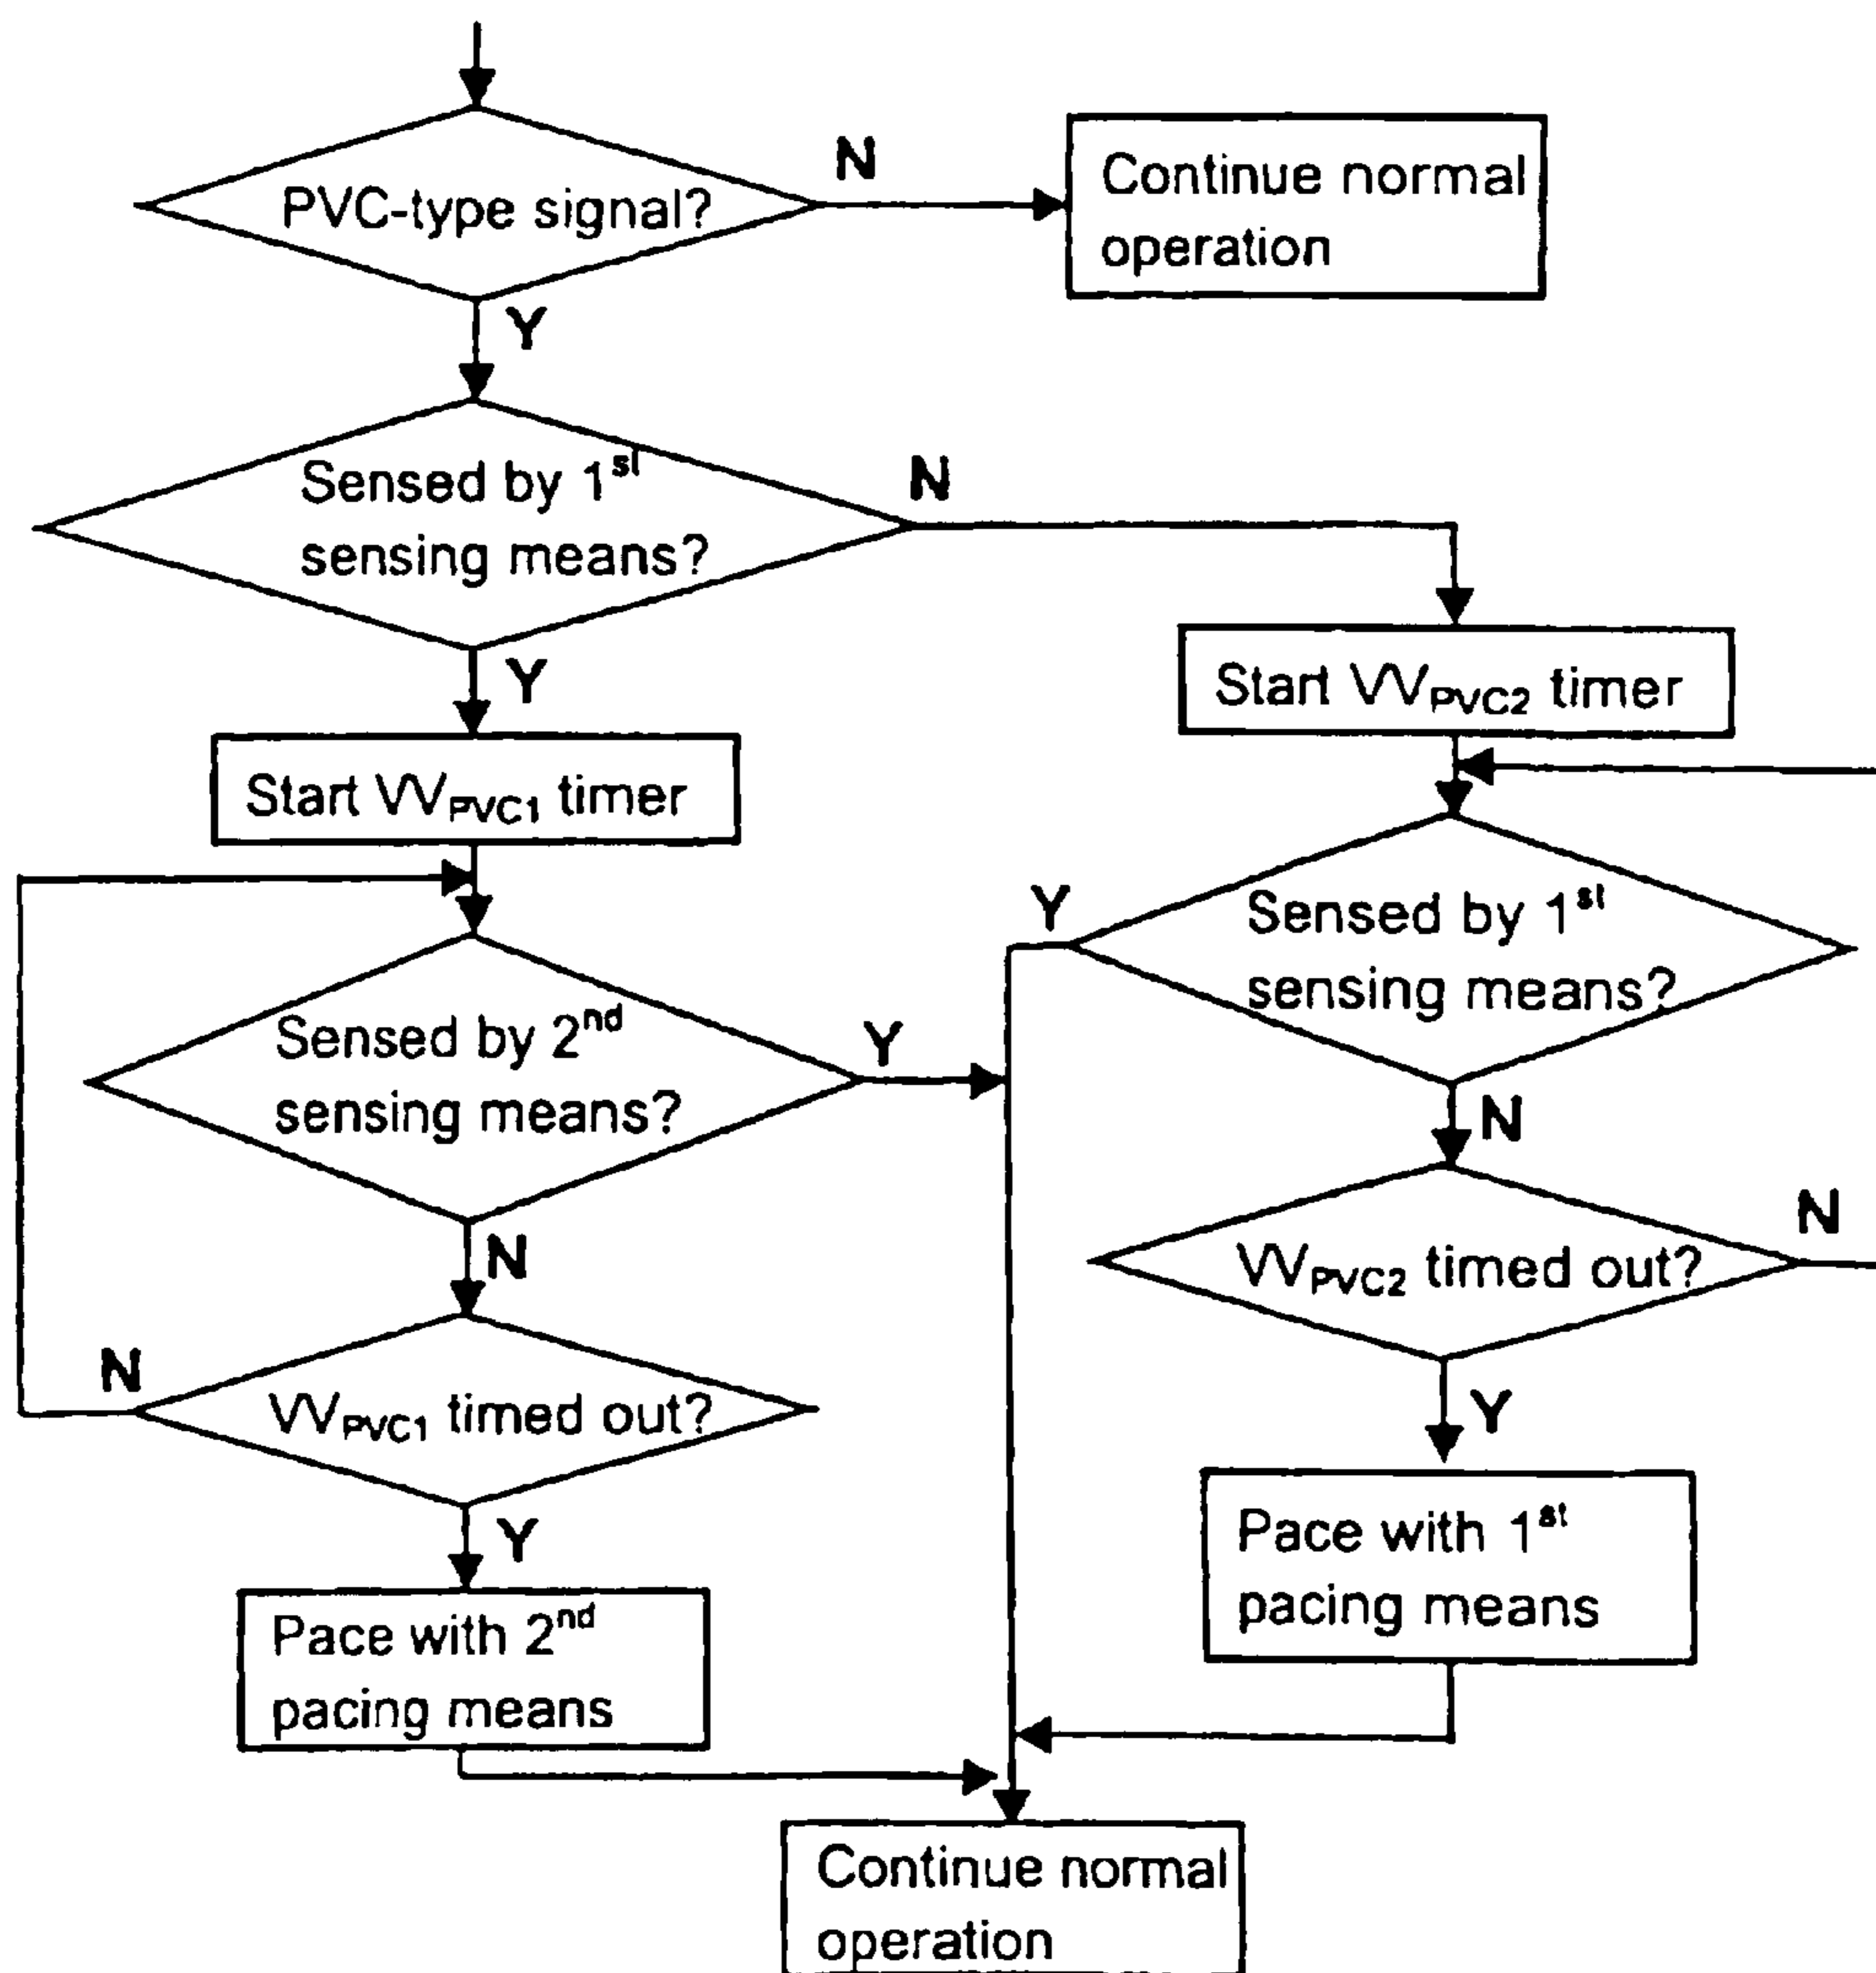 N
PVC-type signal?
Continue normal
operation
Y
Sensed by 1st
sensing means?
N
Y
Start VVPVC2 timer
Start VVPVC1 timer
Y
Sensed by 1st
sensing means?
Sensed by 2nd
sensing means?
Y
N
N
VVPVC2 timed out?
N
N
VVPVC1 timed out?
Y
Y
Pace with 1st
pacing means
Pace with 2nd
pacing means
Continue normal
operation